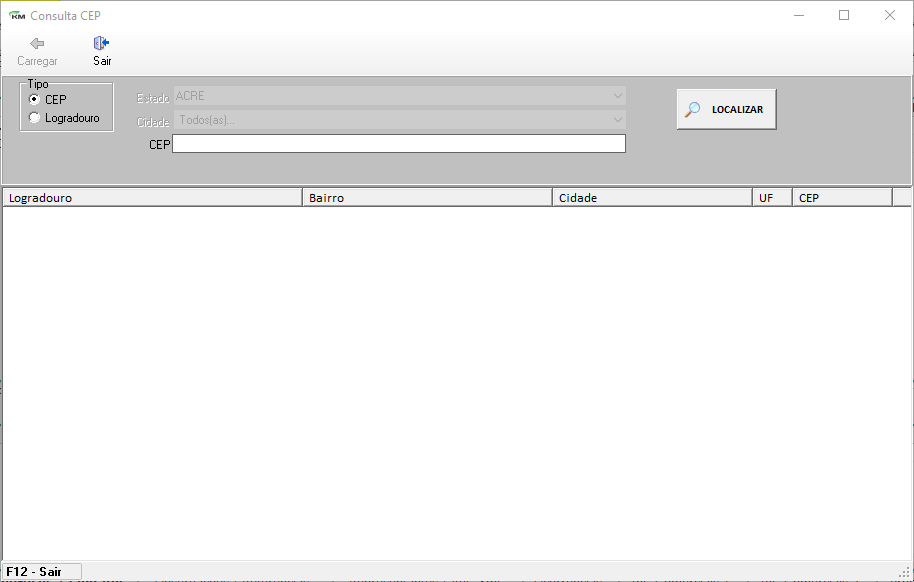 KM Consulta CEP
Carregar Sair
Tipo
CEP
Logradouro
Estado ACRE
Cidade Todos(as)...
CEP
LOCALIZAR
Logradouro Bairro Cidade UF CEP
F12 - Sair